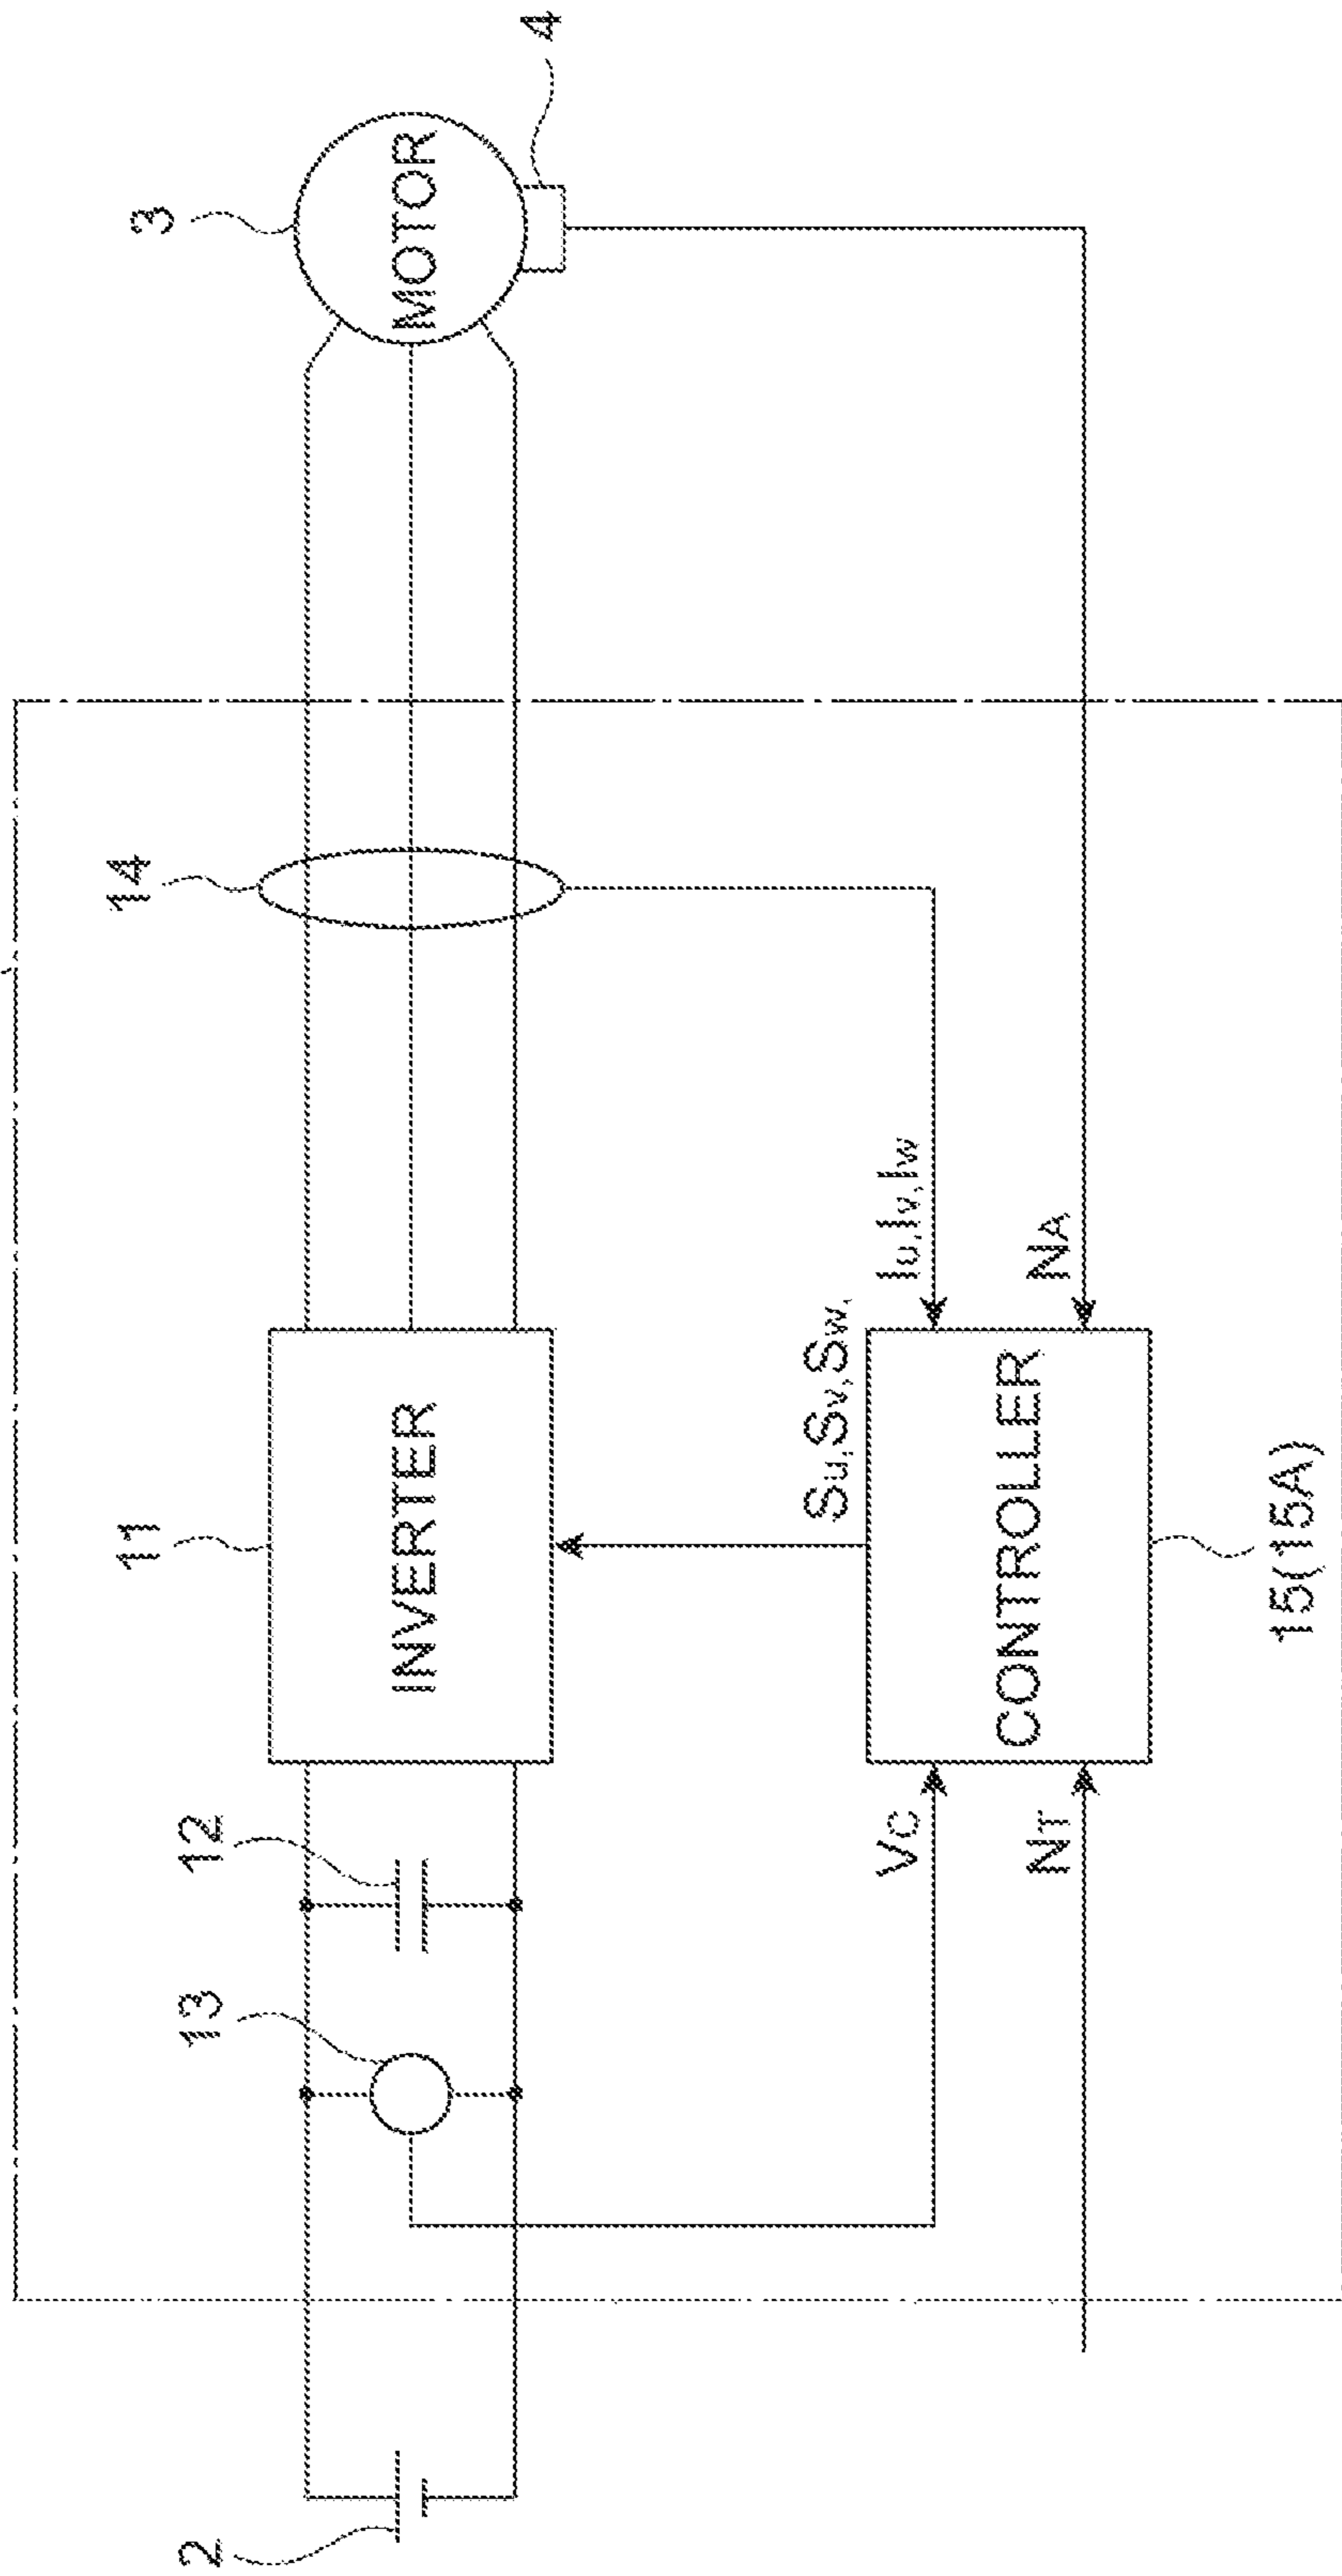 14
3
4
MOTOR
11
12
13
2
INVERTER
Su,Sv,Sw,
Iu,Iv,Iw
VC
NT
NA
CONTROLLER
15(15A)